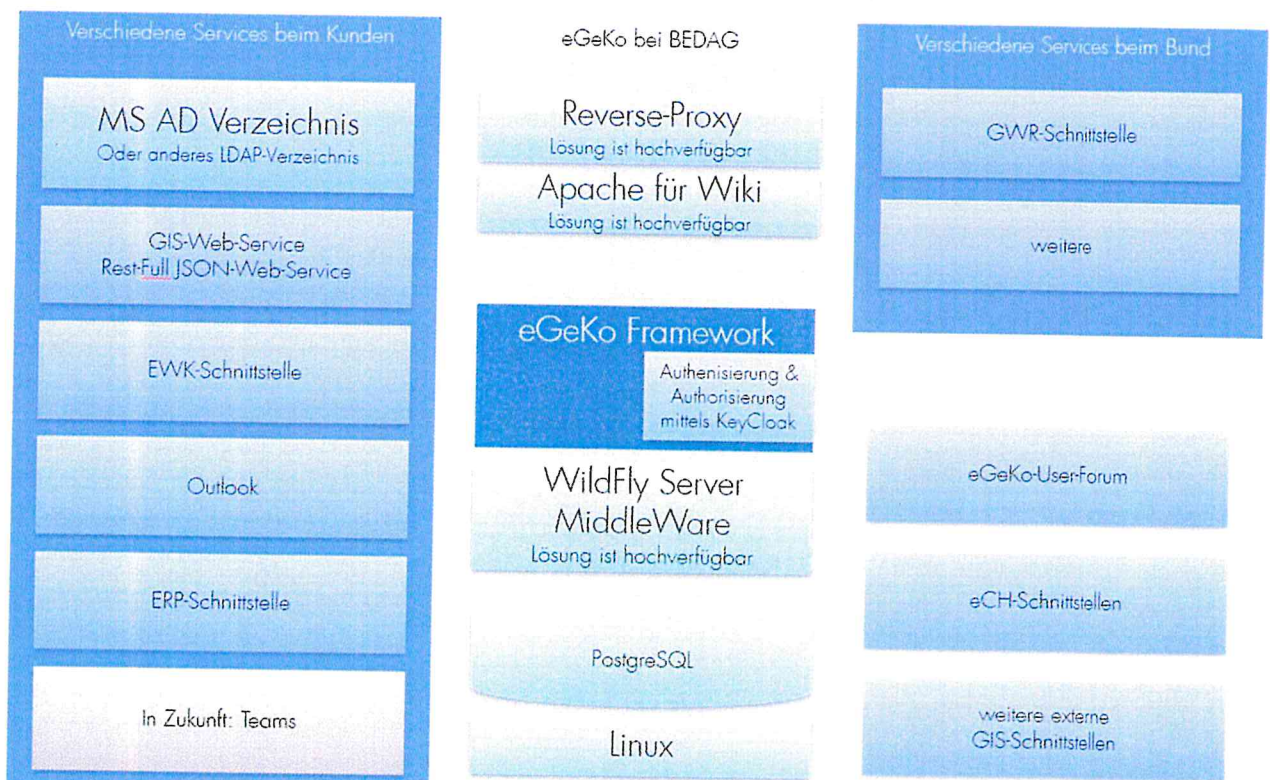 Verschiedene Services beim Kunden
MS AD Verzeichnis
Oder anderes LDAP-Verzeichnis
GIS-Web-Service
Rest-Full JSON-Web-Service
EWK-Schnittstelle
Outlook
ERP-Schnittstelle
In Zukunft: Teams
eGeKo bei BEDAG
Reverse-Proxy
Lösung ist hochverfügbar
Apache für Wiki
Lösung ist hochverfügbar
eGeKo Framework
Authenisierung &
Authorisierung
mittels KeyCloak
WildFly Server
MiddleWare
Lösung ist hochverfügbar
PostgreSQL
Linux
Verschiedene Services beim Bund
GWR-Schnittstelle
weitere
eGeKo-User-Forum
eCH-Schnittstellen
weitere externe
GIS-Schnittstellen